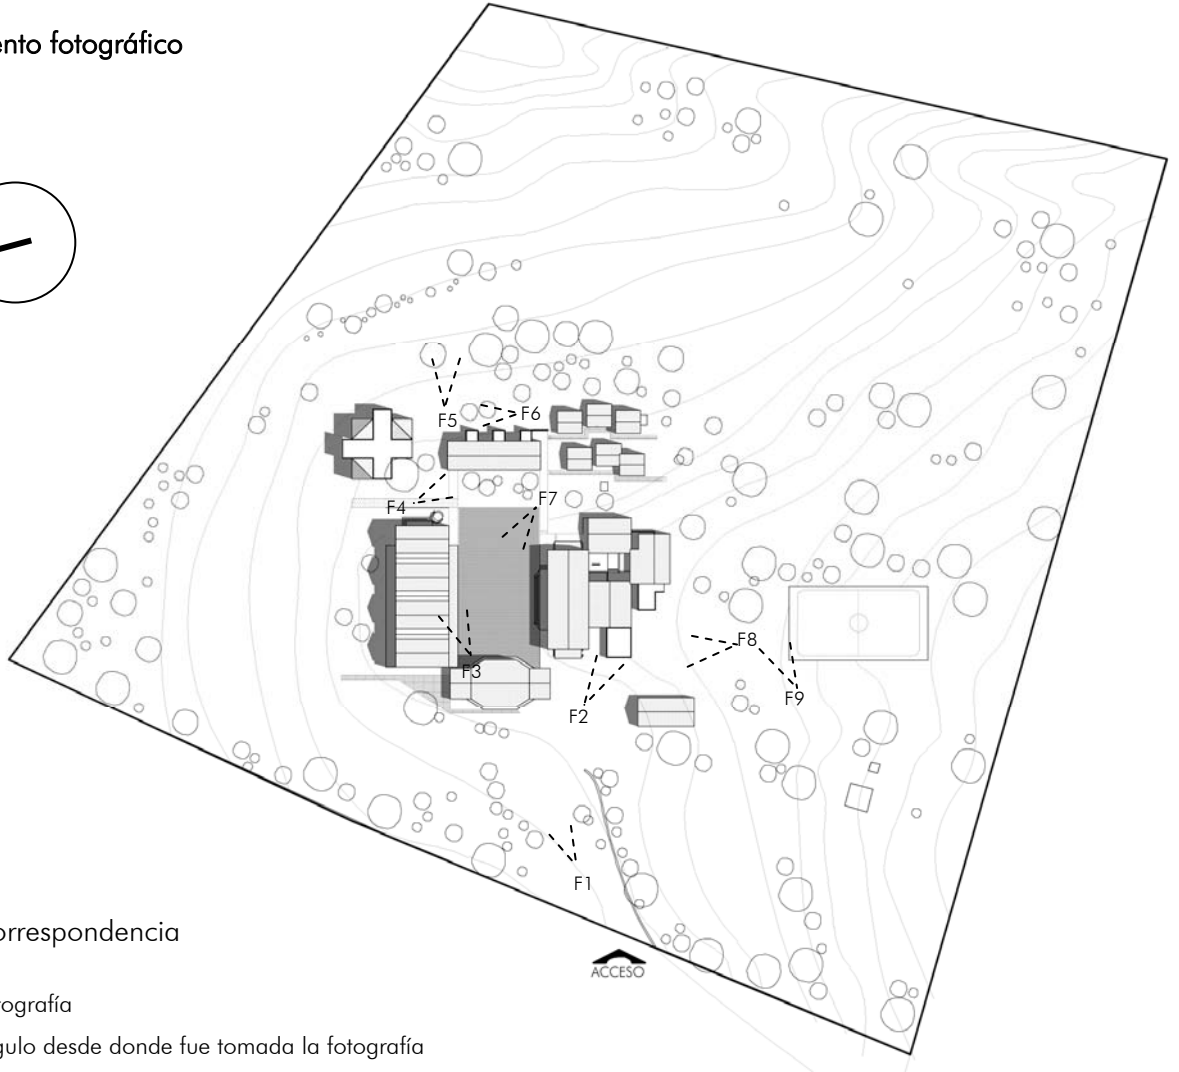 ento fotográfico
F5
F6
F4
F7
F3
F8
F2
F9
F1
orrespondencia
ACCESO
tografía
gulo desde donde fue tomada la fotografía